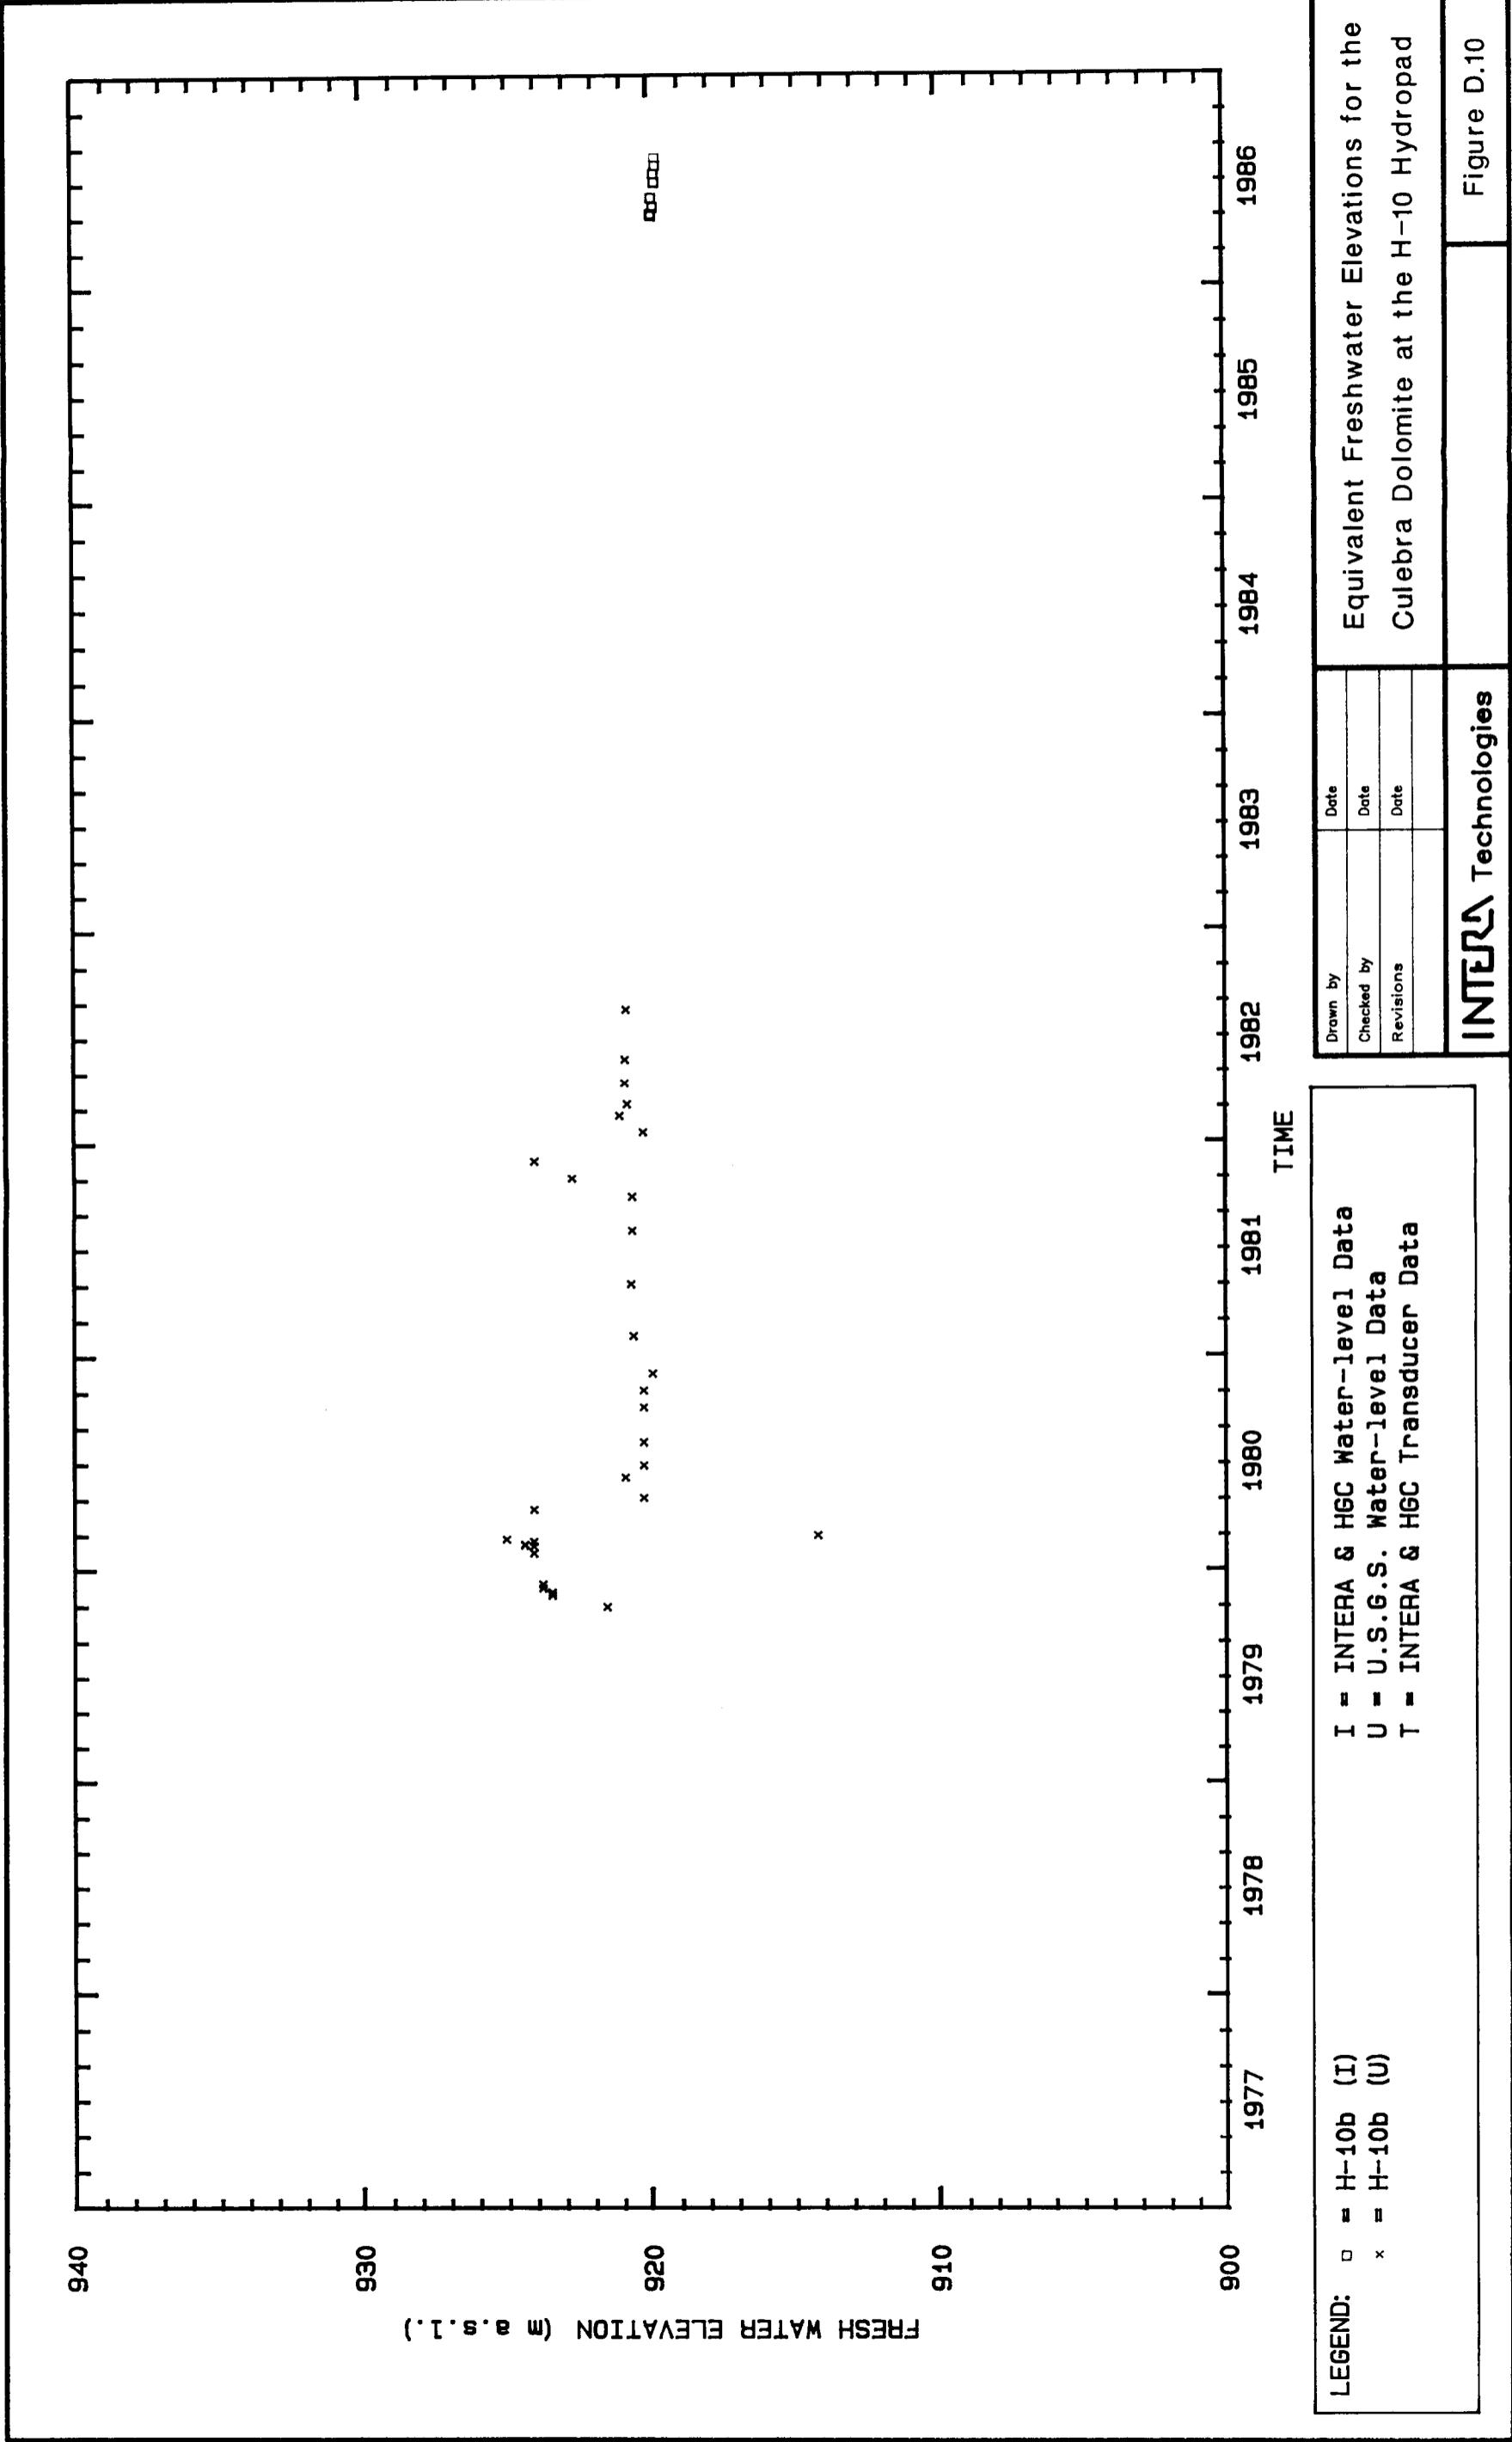 940
930
920
910
900
FRESH WATER ELEVATION (m a.s.l.)
1977
1978
1979
1980
1981
1982
1983
1984
1985
1986
TIME
LEGEND:
□ = H-10b (I)
× = H-10b (U)
I = INTERA & HGC Water-level Data
U = U.S.G.S. Water-level Data
T = INTERA & HGC Transducer Data
Drawn by
Date
Checked by
Date
Revisions
Date
INTERA Technologies
Equivalent Freshwater Elevations for the
Culebra Dolomite at the H-10 Hydropad
Figure D.10